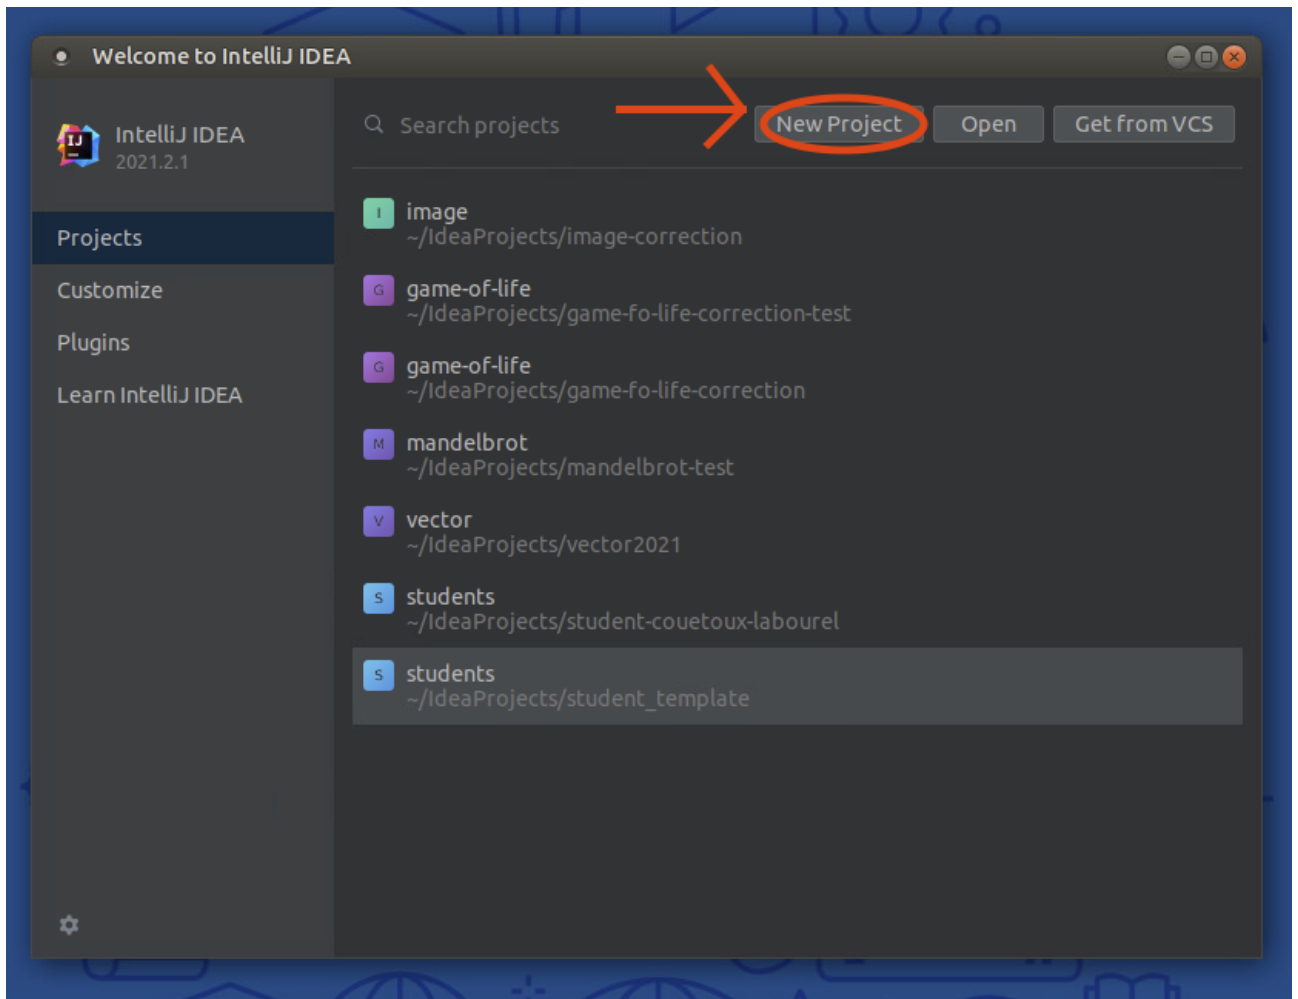 Welcome to IntelliJ IDEA
IJ
IntelliJ IDEA
2021.2.1
Projects
Customize
Plugins
Learn IntelliJ IDEA
Search projects
New Project
Open
Get from VCS
I
image
~/IdeaProjects/image-correction
G
game-of-life
~/IdeaProjects/game-fo-life-correction-test
G
game-of-life
~/IdeaProjects/game-fo-life-correction
M
mandelbrot
~/IdeaProjects/mandelbrot-test
V
vector
~/IdeaProjects/vector2021
S
students
~/IdeaProjects/student-couetoux-labourel
S
students
~/IdeaProjects/student_template